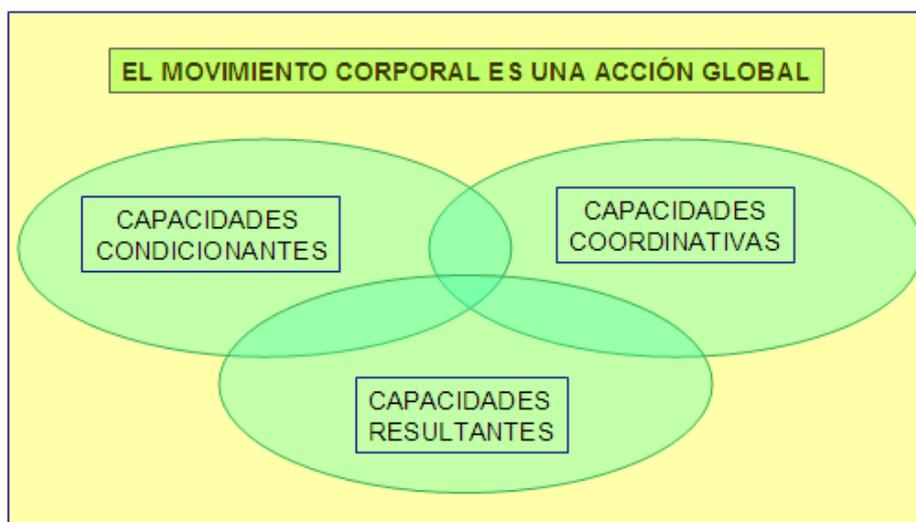 EL MOVIMIENTO CORPORAL ES UNA ACCIÓN GLOBAL
CAPACIDADES
CONDICIONANTES
CAPACIDADES
COORDINATIVAS
CAPACIDADES
RESULTANTES